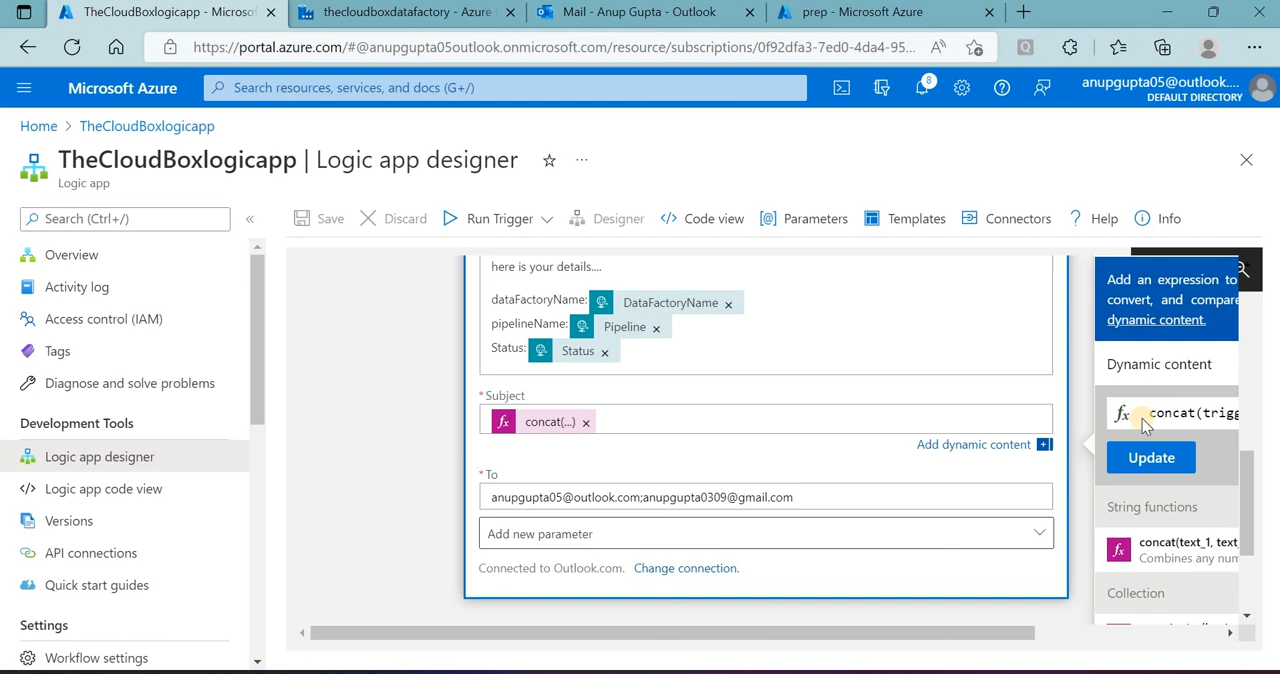 TheCloudBoxlogicapp - Microsof
thecloudboxdatafactory - Azure
Mail - Anup Gupta - Outlook
prep - Microsoft Azure
https://portal.azure.com/#@anupgupta05outlook.onmicrosoft.com/resource/subscriptions/0f92dfa3-7ed0-4da4-95...
Microsoft Azure
Search resources, services, and docs (G+/)
8
anupgupta05@outlook....
DEFAULT DIRECTORY
Home > TheCloudBoxlogicapp
TheCloudBoxlogicapp | Logic app designer
Logic app
Search (Ctrl+/)
Save
Discard
Run Trigger
Designer
Code view
Parameters
Templates
Connectors
Help
Info
Overview
Activity log
Access control (IAM)
Tags
Diagnose and solve problems
Development Tools
Logic app designer
Logic app code view
Versions
API connections
Quick start guides
Settings
Workflow settings
here is your details....
dataFactoryName: DataFactoryName
pipelineName: Pipeline
Status: Status
* Subject
fx concat(...)
Add dynamic content
* To
anupgupta05@outlook.com;anupgupta0309@gmail.com
Add new parameter
Connected to Outlook.com. Change connection.
Add an expression to
convert, and compare
dynamic content.
Dynamic content
fx concat(trigg
Update
String functions
fx concat(text_1, text_
Combines any num
Collection